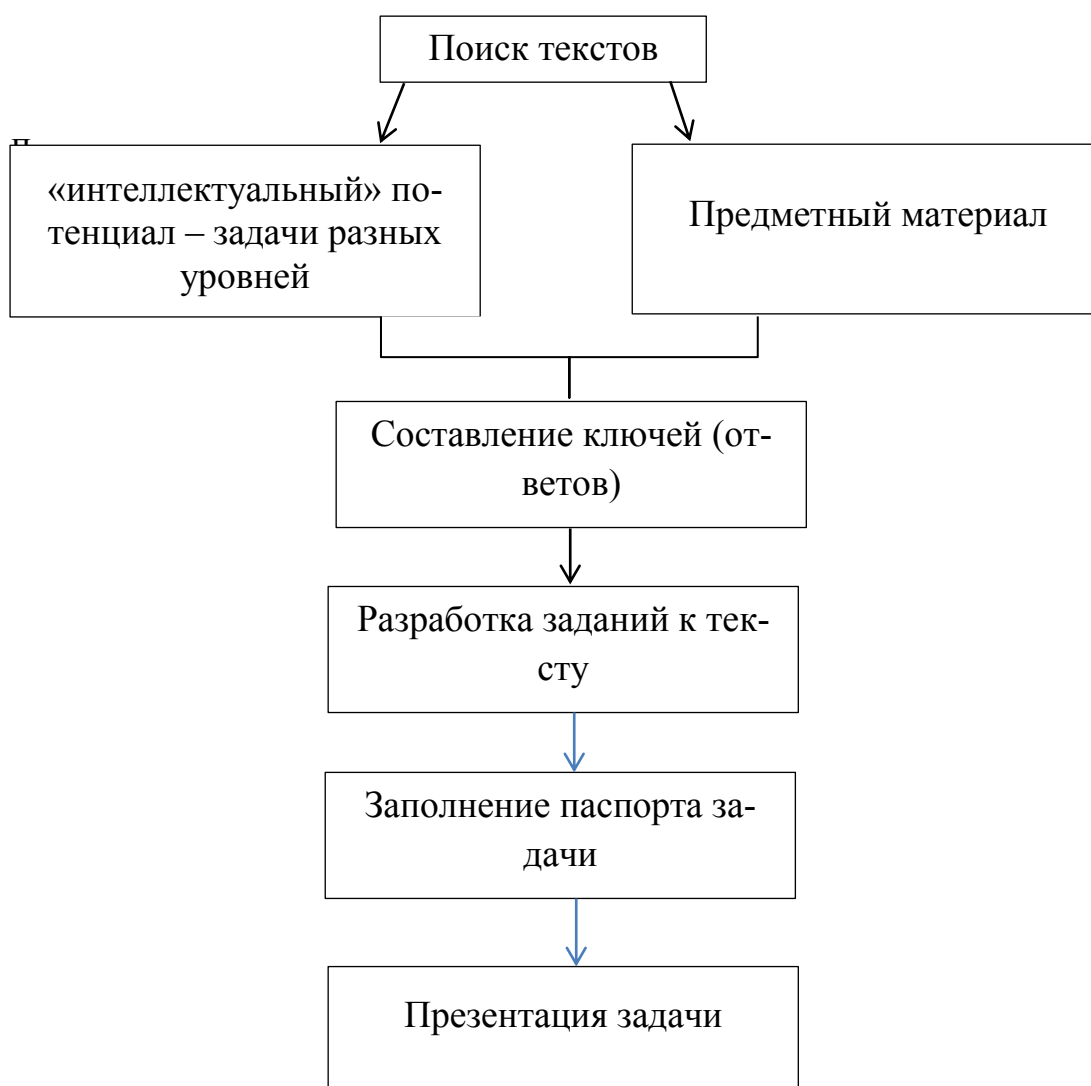 Поиск текстов
«интеллектуальный» по-
тенциал – задачи разных
уровней
Предметный материал
Составление ключей (от-
ветов)
Разработка заданий к тек-
сту
Заполнение паспорта за-
дачи
Презентация задачи